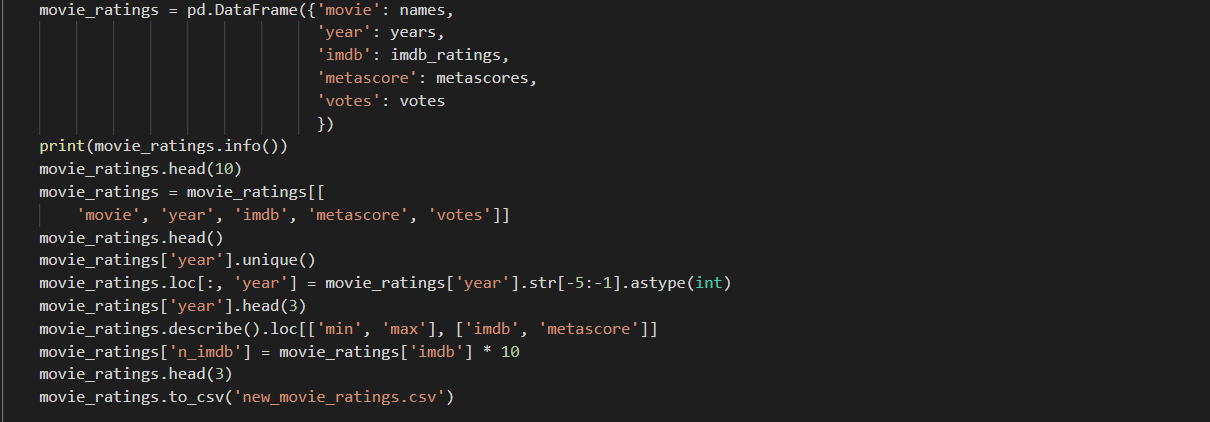 movie_ratings = pd.DataFrame({'movie': names,
                              'year': years,
                              'imdb': imdb_ratings,
                              'metascore': metascores,
                              'votes': votes
                              })
print(movie_ratings.info())
movie_ratings.head(10)
movie_ratings = movie_ratings[[
    'movie', 'year', 'imdb', 'metascore', 'votes']]
movie_ratings.head()
movie_ratings['year'].unique()
movie_ratings.loc[:, 'year'] = movie_ratings['year'].str[-5:-1].astype(int)
movie_ratings['year'].head(3)
movie_ratings.describe().loc[['min', 'max'], ['imdb', 'metascore']]
movie_ratings['n_imdb'] = movie_ratings['imdb'] * 10
movie_ratings.head(3)
movie_ratings.to_csv('new_movie_ratings.csv')